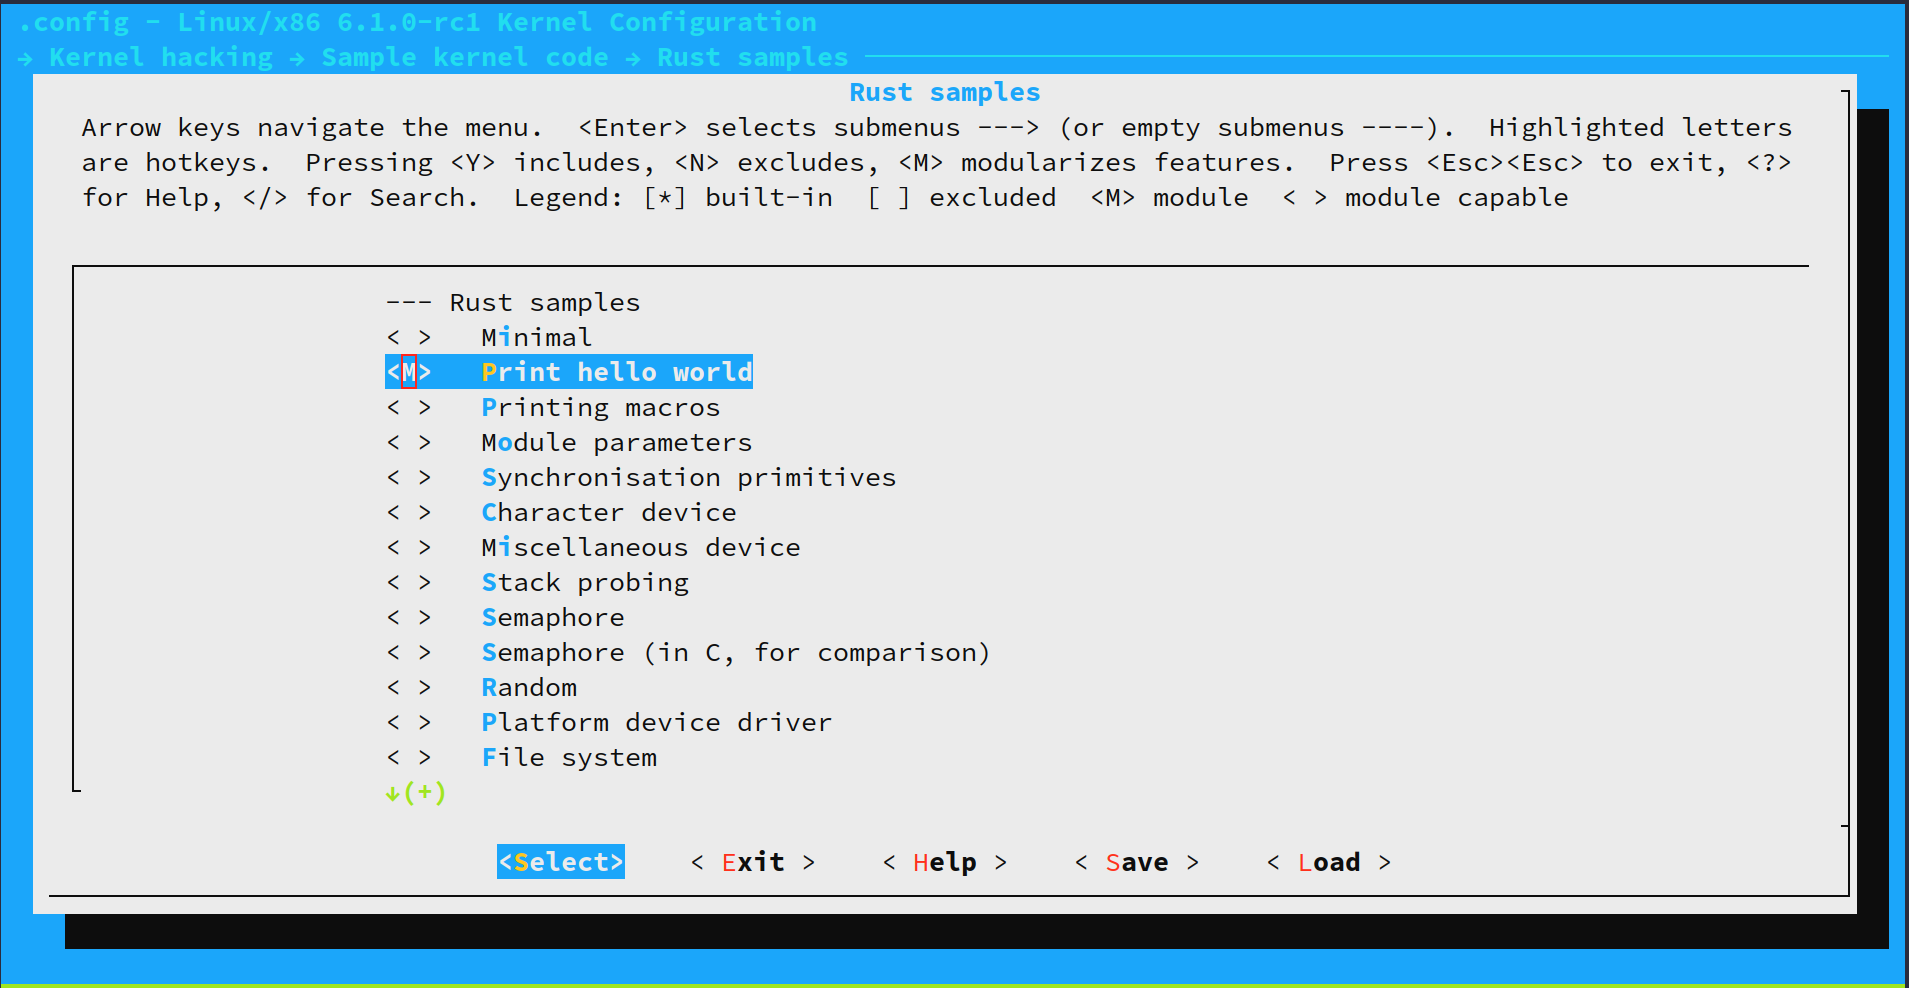 .config - Linux/x86 6.1.0-rc1 Kernel Configuration
→ Kernel hacking → Sample kernel code → Rust samples
Rust samples
Arrow keys navigate the menu.  <Enter> selects submenus ---> (or empty submenus ----).  Highlighted letters
are hotkeys.  Pressing <Y> includes, <N> excludes, <M> modularizes features.  Press <Esc><Esc> to exit, <?>
for Help, </> for Search.  Legend: [*] built-in  [ ] excluded  <M> module  < > module capable
--- Rust samples
< >   Minimal
<M>   Print hello world
< >   Printing macros
< >   Module parameters
< >   Synchronisation primitives
< >   Character device
< >   Miscellaneous device
< >   Stack probing
< >   Semaphore
< >   Semaphore (in C, for comparison)
< >   Random
< >   Platform device driver
< >   File system
↓(+)
<Select>    < Exit >    < Help >    < Save >    < Load >